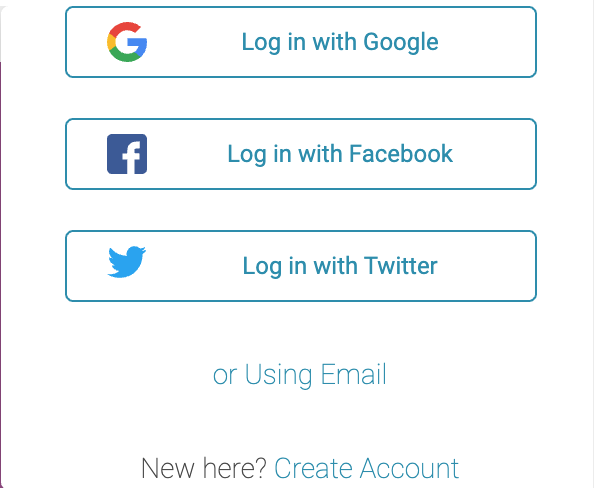 Log in with Google
Log in with Facebook
Log in with Twitter
or Using Email
New here? Create Account